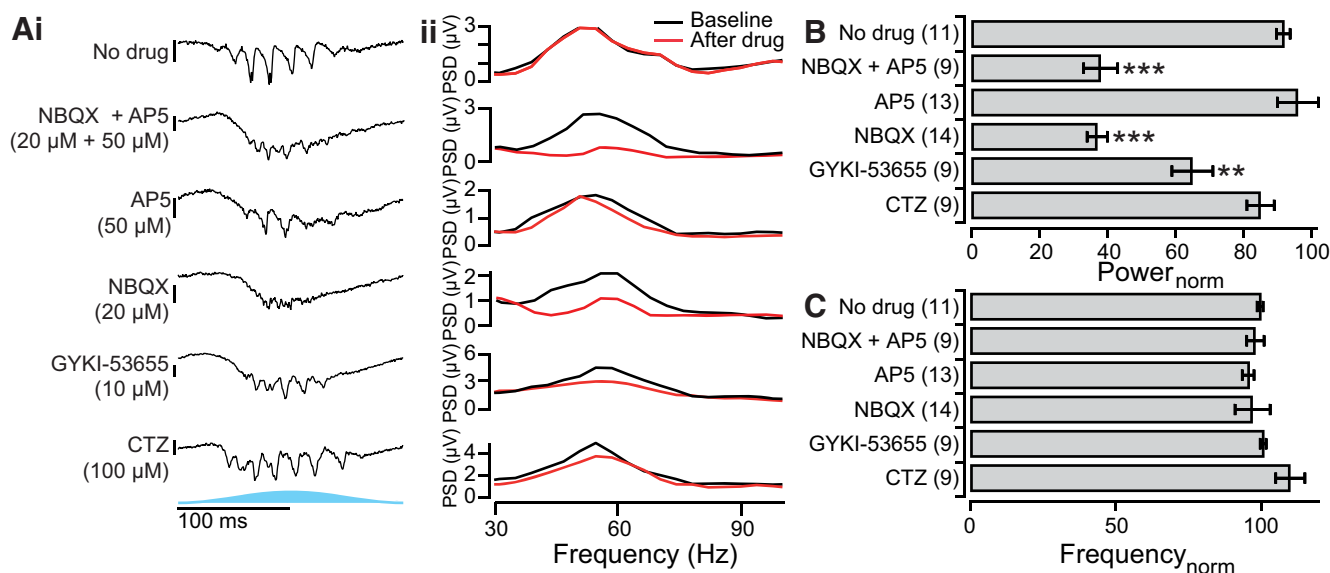 Ai
No drug
NBQX + AP5
(20 µM + 50 µM)
AP5
(50 µM)
NBQX
(20 µM)
GYKI-53655
(10 µM)
CTZ
(100 µM)
100 ms
ii
Baseline
After drug
PSD (µV)
3
0
PSD (µV)
3
0
PSD (µV)
2
1
0
PSD (µV)
2
1
0
PSD (µV)
6
3
0
PSD (µV)
4
2
0
30 60 90
Frequency (Hz)
B
No drug (11)
NBQX + AP5 (9) ***
AP5 (13)
NBQX (14) ***
GYKI-53655 (9) **
CTZ (9)
0 20 40 60 80 100
Power norm
C
No drug (11)
NBQX + AP5 (9)
AP5 (13)
NBQX (14)
GYKI-53655 (9)
CTZ (9)
0 100
Frequency norm